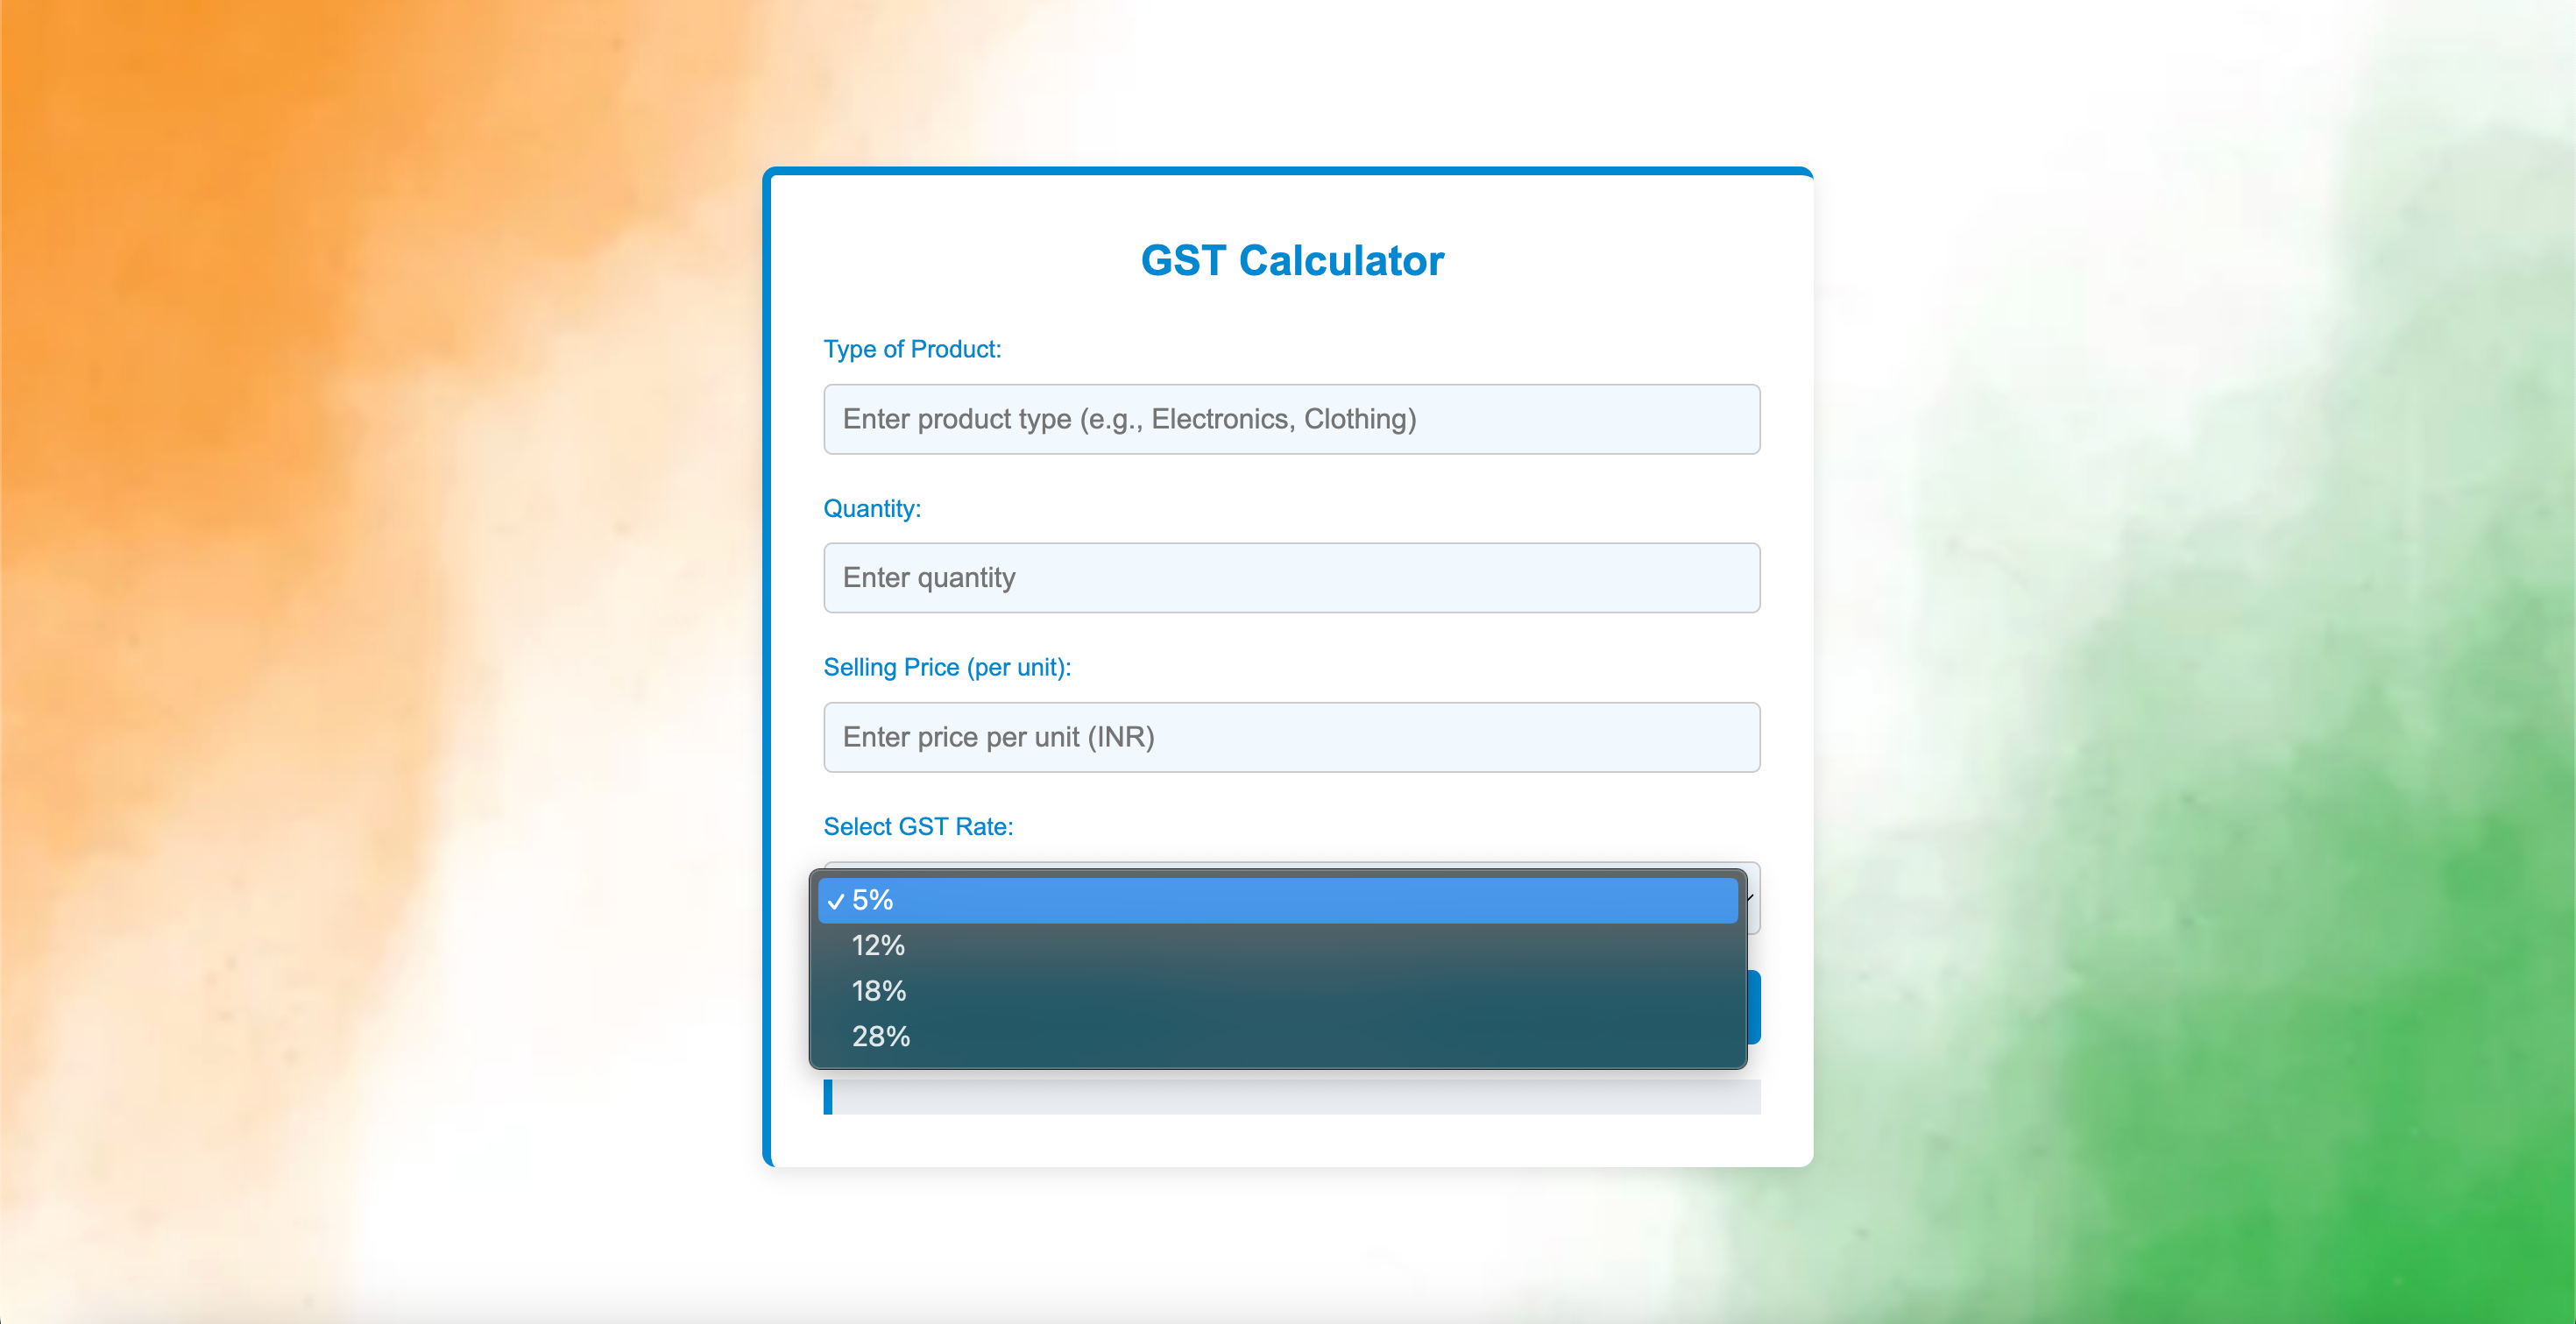 GST Calculator
Type of Product:
Enter product type (e.g., Electronics, Clothing)
Quantity:
Enter quantity
Selling Price (per unit):
Enter price per unit (INR)
Select GST Rate:
✓ 5%
12%
18%
28%